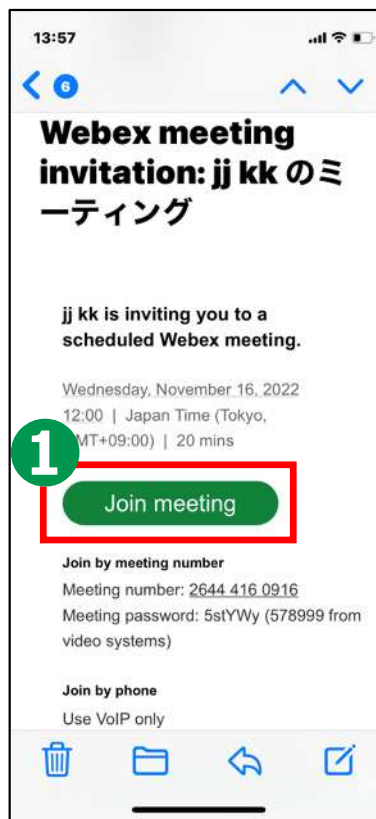 13:57
6
Webex meeting
invitation: jj kk のミ
ーティング
jj kk is inviting you to a
scheduled Webex meeting.
Wednesday, November 16, 2022
12:00 | Japan Time (Tokyo,
MT+09:00) | 20 mins
1
Join meeting
Join by meeting number
Meeting number: 2644 416 0916
Meeting password: 5stYWy (578999 from
video systems)
Join by phone
Use VoIP only